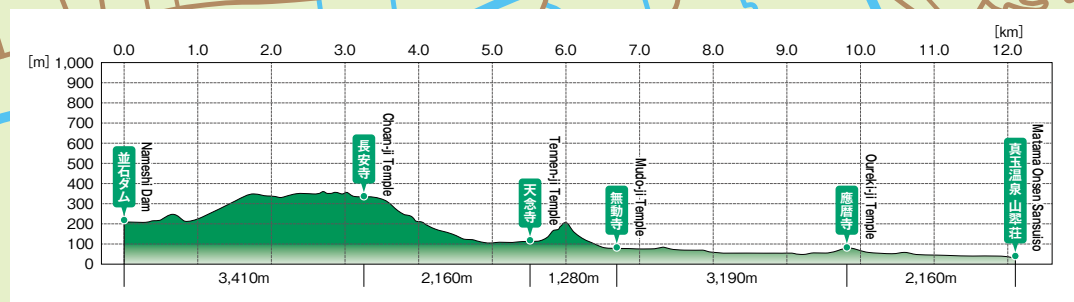 [km]
0.0 1.0 2.0 3.0 4.0 5.0 6.0 7.0 8.0 9.0 10.0 11.0 12.0
[m] 1,000
900
800
700
600
500
400
300
200
100
0
並石ダム
Nameshi Dam
長安寺
Choan-ji Temple
天念寺
Tennen-ji Temple
無動寺
Mudo-ji Temple
應暦寺
Oureki-ji Temple
真玉温泉 山翠荘
Matama Onsen Sansuiso
3,410m 2,160m 1,280m 3,190m 2,160m